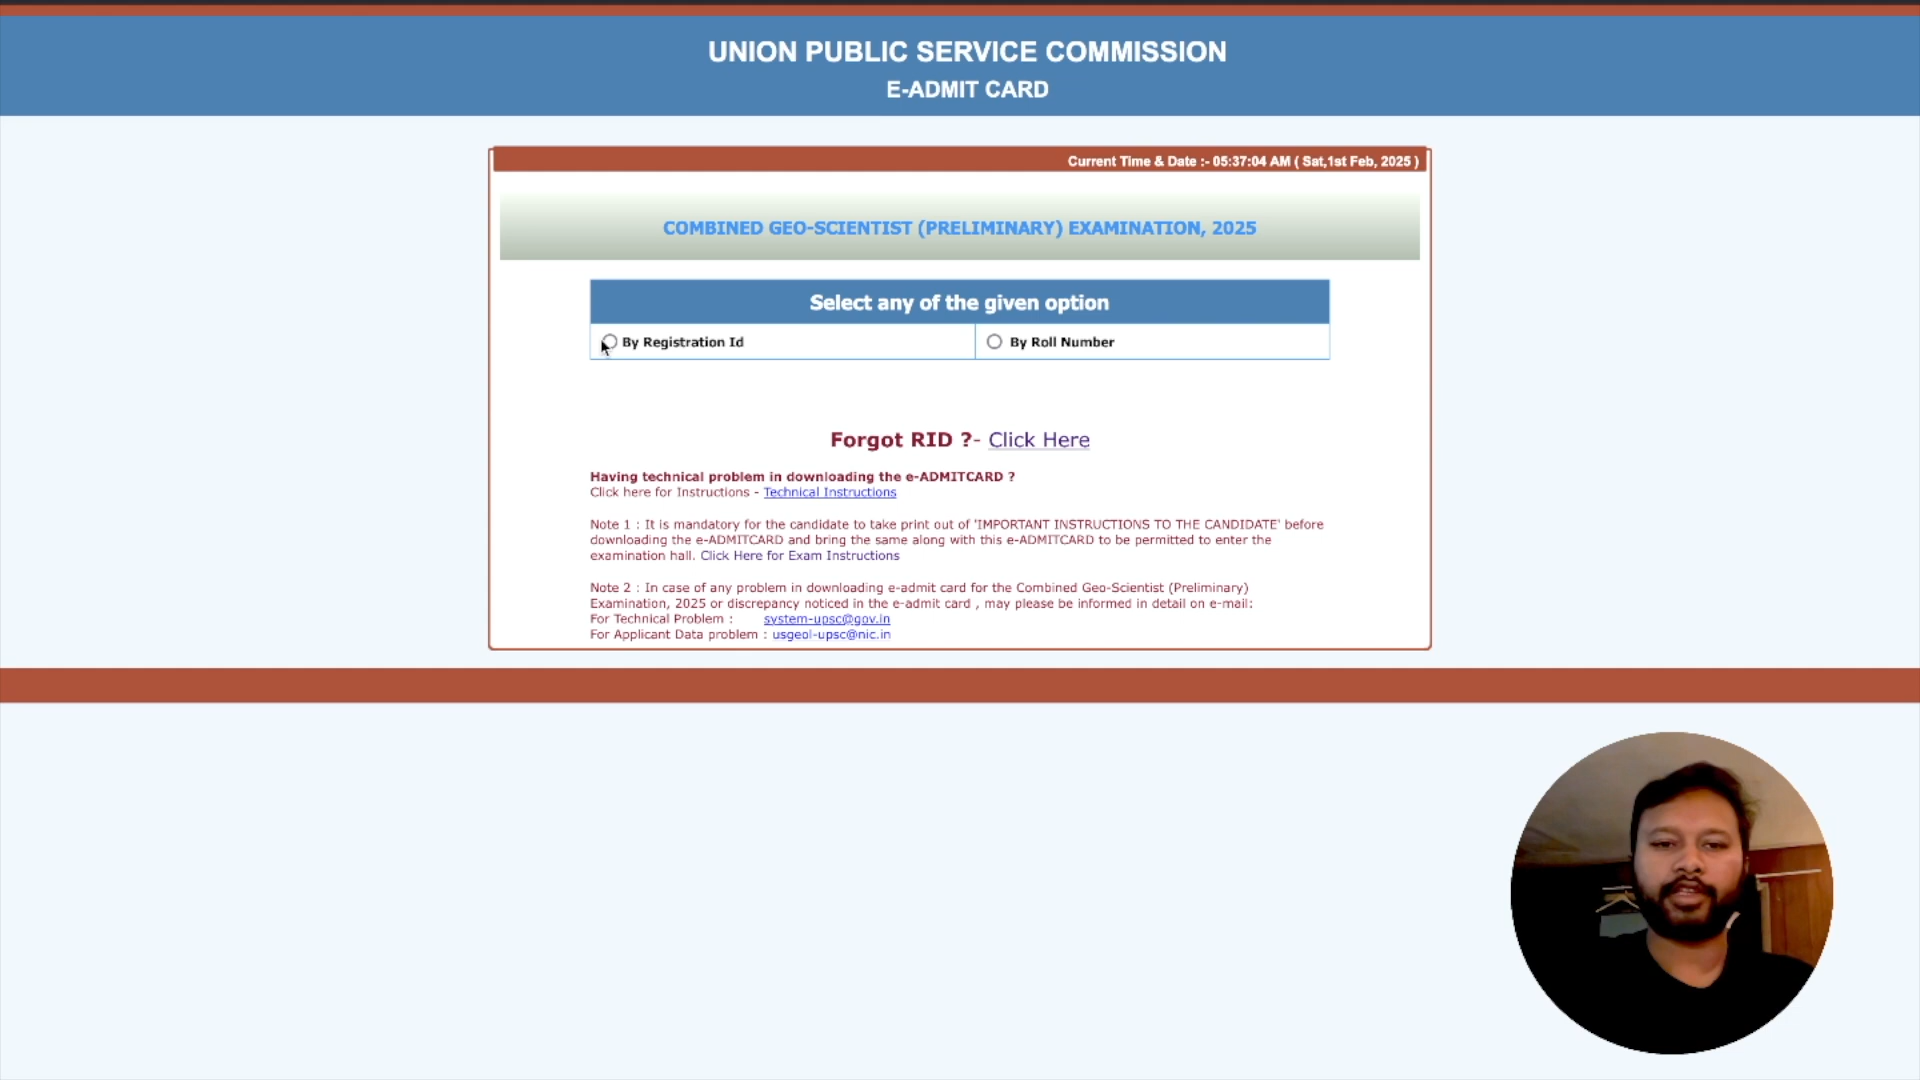 UNION PUBLIC SERVICE COMMISSION
E-ADMIT CARD
Current Time & Date :- 05:37:04 AM ( Sat,1st Feb, 2025 )
COMBINED GEO-SCIENTIST (PRELIMINARY) EXAMINATION, 2025
Select any of the given option
By Registration Id
By Roll Number
Forgot RID ?- Click Here
Having technical problem in downloading the e-ADMITCARD ?
Click here for Instructions - Technical Instructions
Note 1 : It is mandatory for the candidate to take print out of 'IMPORTANT INSTRUCTIONS TO THE CANDIDATE' before
downloading the e-ADMITCARD and bring the same along with this e-ADMITCARD to be permitted to enter the
examination hall. Click Here for Exam Instructions
Note 2 : In case of any problem in downloading e-admit card for the Combined Geo-Scientist (Preliminary)
Examination, 2025 or discrepancy noticed in the e-admit card , may please be informed in detail on e-mail:
For Technical Problem : system-upsc@gov.in
For Applicant Data problem : usgeol-upsc@nic.in